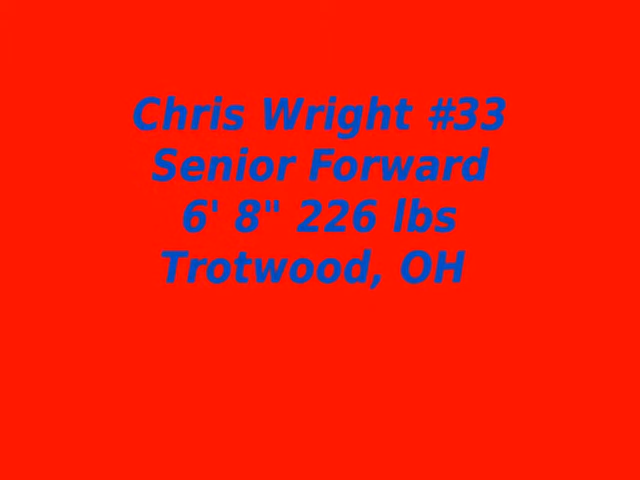 Chris Wright #33
Senior Forward
6' 8" 226 lbs
Trotwood, OH